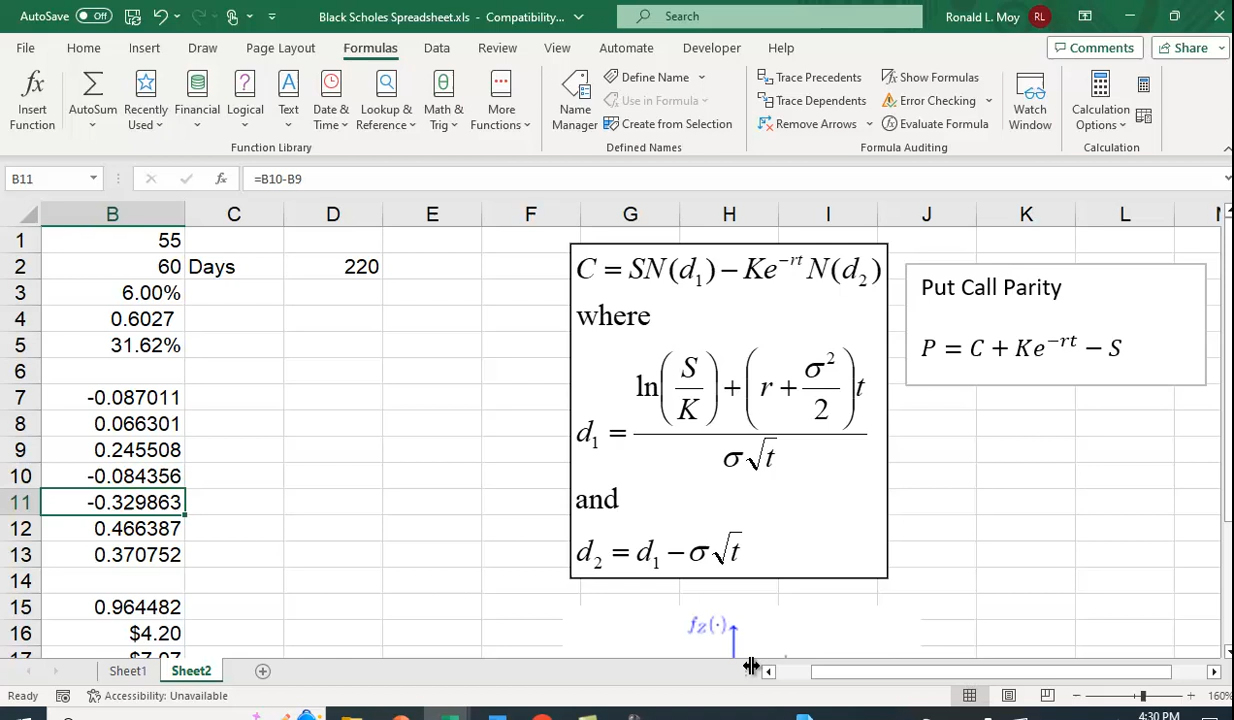 AutoSave Off Black Scholes Spreadsheet.xls - Compatibility... Search Ronald L. Moy RL
File Home Insert Draw Page Layout Formulas Data Review View Automate Developer Help Comments Share
Insert Function AutoSum Recently Used Financial Logical Text Date & Time Lookup & Reference Math & Trig More Functions Name Manager Define Name Use in Formula Create from Selection Trace Precedents Trace Dependents Remove Arrows Show Formulas Error Checking Evaluate Formula Watch Window Calculation Options
Function Library Defined Names Formula Auditing Calculation
B11 fx =B10-B9
B C D E F G H I J K L
1 55
2 60 Days 220
3 6.00%
4 0.6027
5 31.62%
6
7 -0.087011
8 0.066301
9 0.245508
10 -0.084356
11 -0.329863
12 0.466387
13 0.370752
14
15 0.964482
16 $4.20
C = SN(d₁) − Ke⁻ʳᵗ N(d₂)
where
d₁ = (ln(S/K) + (r + σ²/2)t) / (σ√t)
and
d₂ = d₁ − σ√t
Put Call Parity
P = C + Ke⁻ʳᵗ − S
f_Z(·)
Sheet1 Sheet2
Ready Accessibility: Unavailable 160%
4:30 PM